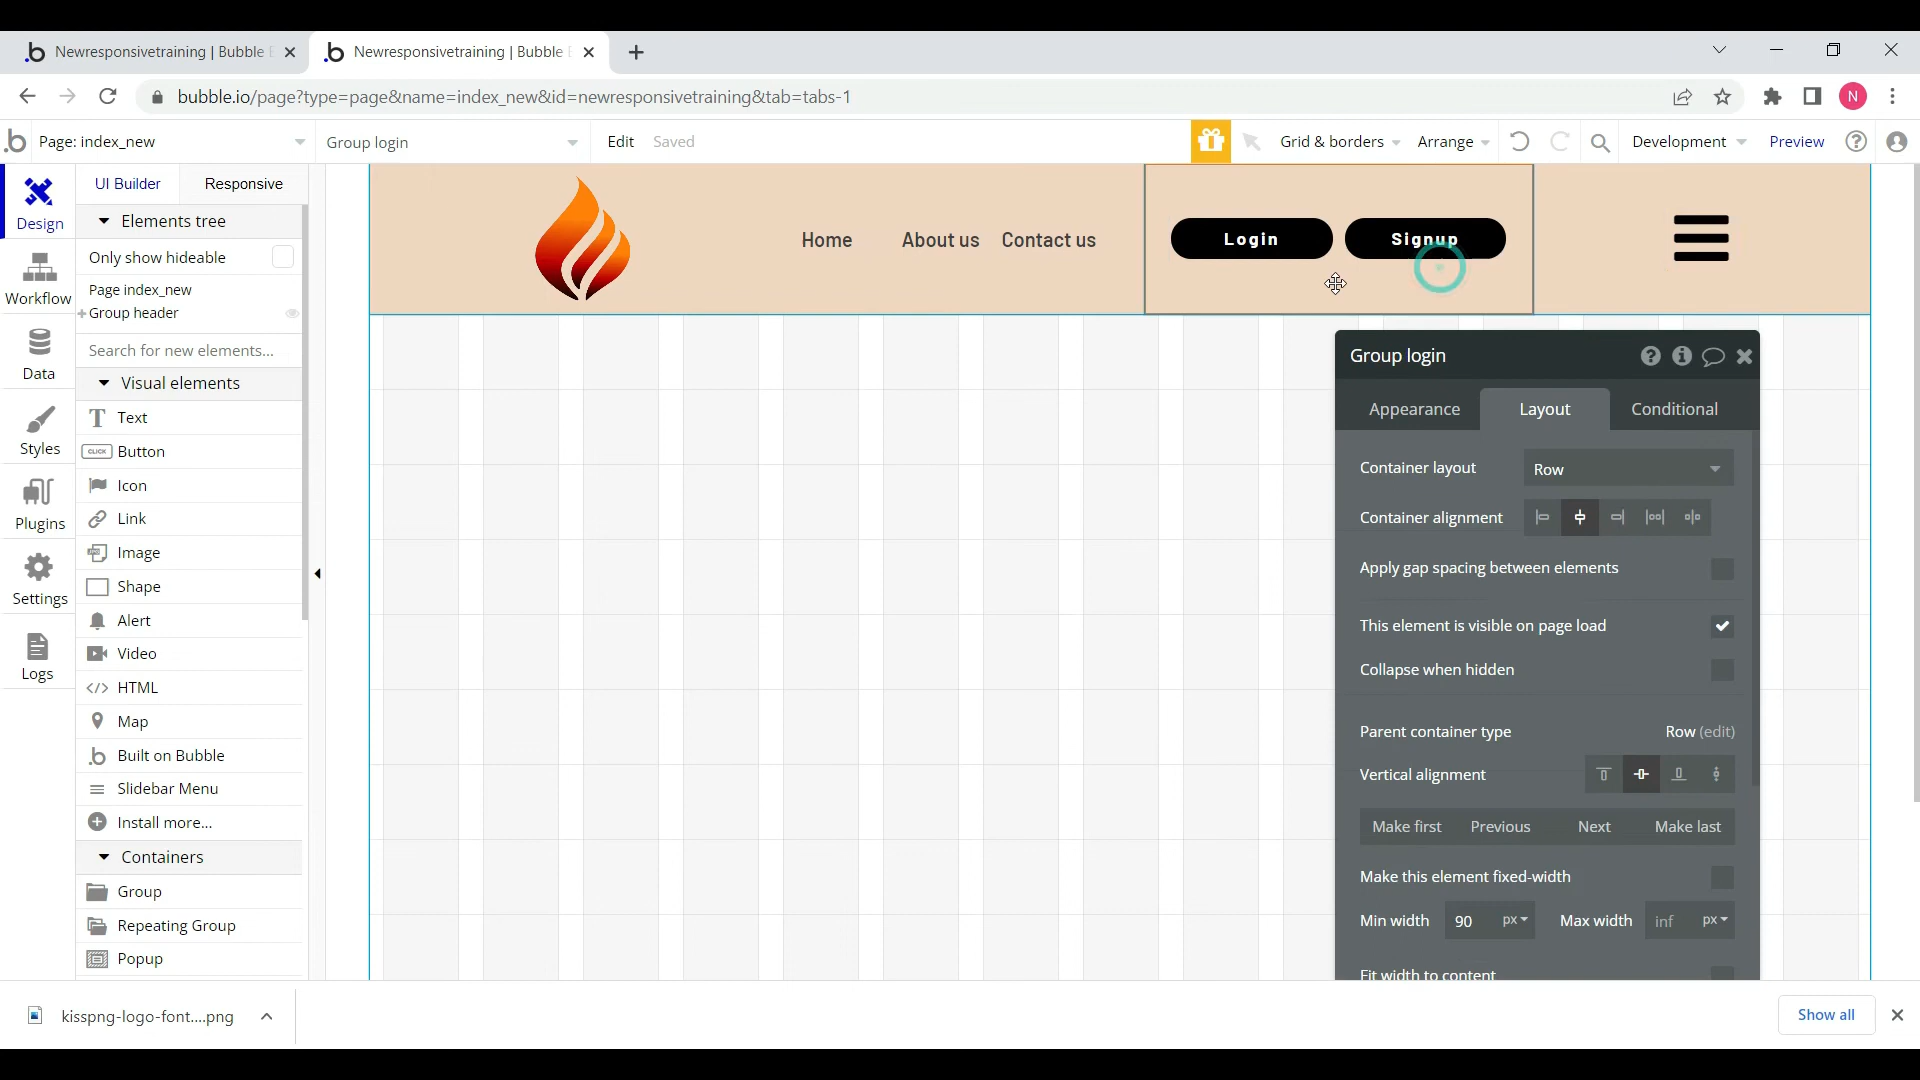 Newresponsivetraining | Bubble E
Newresponsivetraining | Bubble E
bubble.io/page?type=page&name=index_new&id=newresponsivetraining&tab=tabs-1
N
Page: index_new
Group login
Edit
Saved
Grid & borders
Arrange
Development
Preview
UI Builder
Responsive
Design
Workflow
Data
Styles
Plugins
Settings
Logs
Elements tree
Only show hideable
Page index_new
Group header
Search for new elements...
Visual elements
Text
CLICK Button
Icon
Link
Image
Shape
Alert
Video
</> HTML
Map
Built on Bubble
Slidebar Menu
Install more...
Containers
Group
Repeating Group
Popup
Home
About us
Contact us
Login
Signup
Group login
Appearance
Layout
Conditional
Container layout
Row
Container alignment
Apply gap spacing between elements
This element is visible on page load
Collapse when hidden
Parent container type
Row (edit)
Vertical alignment
Make first
Previous
Next
Make last
Make this element fixed-width
Min width
90
px
Max width
inf
px
Fit width to content
kisspng-logo-font....png
Show all